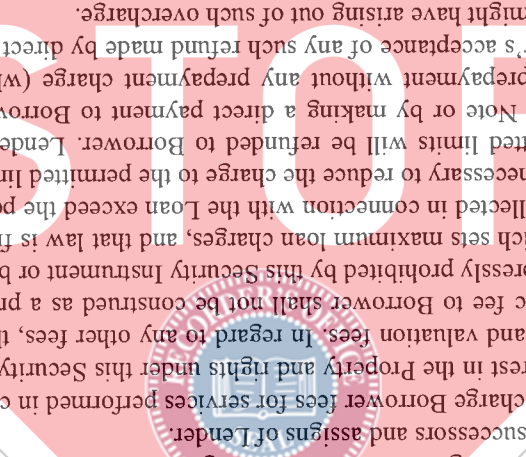 successors and assigns of Lender.
charge Borrower fees for services performed in
rest in the Property and rights under this Security
and valuation fees. In regard to any other fees,
fee to Borrower shall not be construed as a
pressly prohibited by this Security Instrument or
ich sets maximum loan charges, and that law is
llected in connection with the Loan exceed the
necessary to reduce the charge to the permitted
tted limits will be refunded to Borrower. Lende
Note or by making a direct payment to Borrow
prepayment without any prepayment charge
's acceptance of any such refund made by direct
might have arising out of such overcharge.
STO